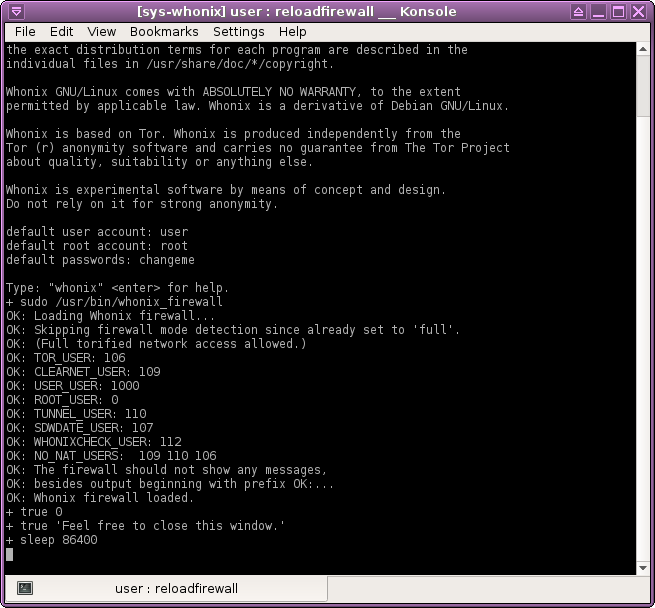 [sys-whonix] user : reloadfirewall __ Konsole
File Edit View Bookmarks Settings Help
the exact distribution terms for each program are described in the
individual files in /usr/share/doc/*/copyright.
Whonix GNU/Linux comes with ABSOLUTELY NO WARRANTY, to the extent
permitted by applicable law. Whonix is a derivative of Debian GNU/Linux.
Whonix is based on Tor. Whonix is produced independently from the
Tor (r) anonymity software and carries no guarantee from The Tor Project
about quality, suitability or anything else.
Whonix is experimental software by means of concept and design.
Do not rely on it for strong anonymity.
default user account: user
default root account: root
default passwords: changeme
Type: "whonix" <enter> for help.
+ sudo /usr/bin/whonix_firewall
OK: Loading Whonix firewall...
OK: Skipping firewall mode detection since already set to 'full'.
OK: (Full torified network access allowed.)
OK: TOR_USER: 106
OK: CLEARNET_USER: 109
OK: USER_USER: 1000
OK: ROOT_USER: 0
OK: TUNNEL_USER: 110
OK: SDWDATE_USER: 107
OK: WHONIXCHECK_USER: 112
OK: NO_NAT_USERS:  109 110 106
OK: The firewall should not show any messages,
OK: besides output beginning with prefix OK:...
OK: Whonix firewall loaded.
+ true 0
+ true 'Feel free to close this window.'
+ sleep 86400
user : reloadfirewall